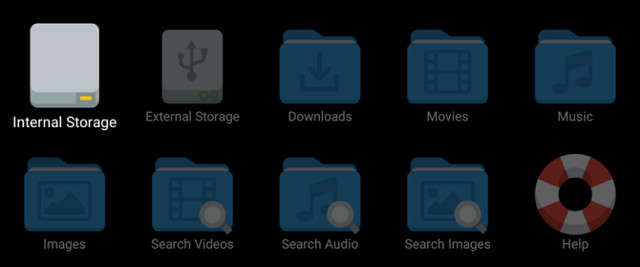 Internal Storage
External Storage
Downloads
Movies
Music
Images
Search Videos
Search Audio
Search Images
Help